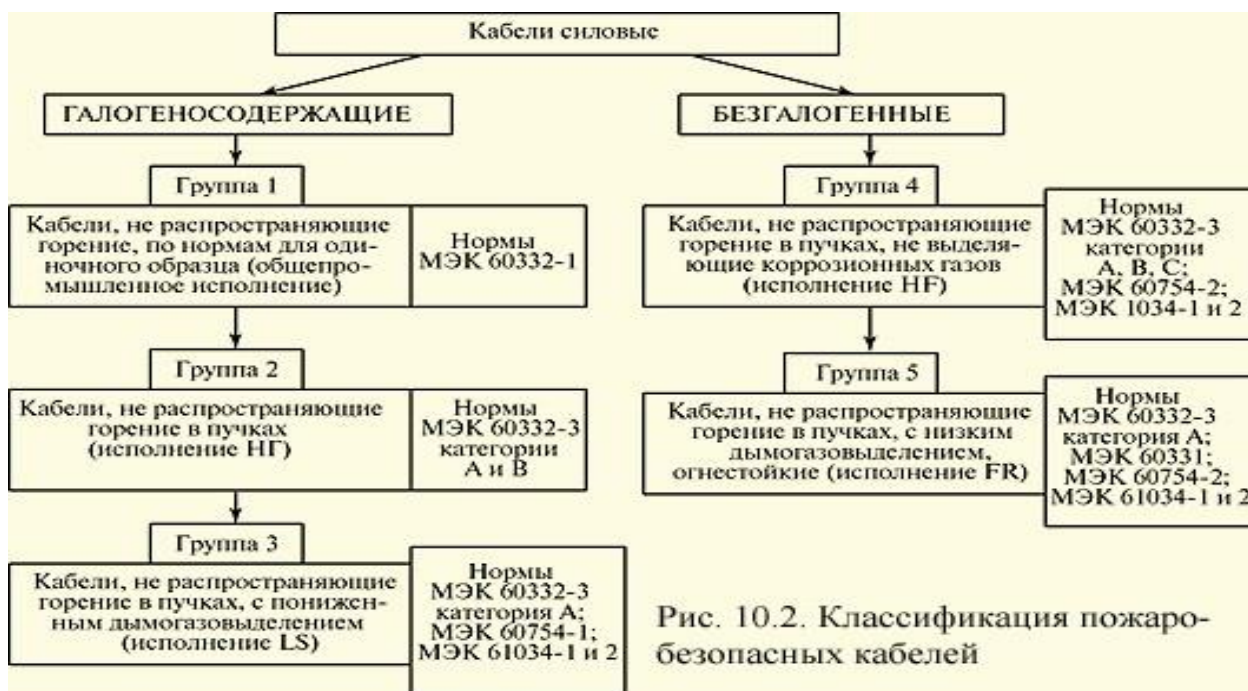 Кабели силовые
ГАЛОГЕНОСОДЕРЖАЩИЕ
Группа 1
Кабели, не распространяющие
горение, по нормам для оди-
ночного образца (общепро-
мышленное исполнение)
Нормы
МЭК 60332-1
Группа 2
Кабели, не распространяющие
горение в пучках
(исполнение НГ)
Нормы
МЭК 60332-3
категории
А и В
Группа 3
Кабели, не распространяющие
горение в пучках, с понижен-
ным дымогазовыделением
(исполнение LS)
Нормы
МЭК 60332-3
категория А;
МЭК 60754-1;
МЭК 61034-1 и 2
БЕЗГАЛОГЕННЫЕ
Группа 4
Кабели, не распространяющие
горение в пучках, не выделя-
ющие коррозионных газов
(исполнение HF)
Нормы
МЭК 60332-3
категории
А, В, С;
МЭК 60754-2;
МЭК 1034-1 и 2
Группа 5
Кабели, не распространяющие
горение в пучках, с низким
дымогазовыделением,
огнестойкие (исполнение FR)
Нормы
МЭК 60332-3
категория А;
МЭК 60331;
МЭК 60754-2;
МЭК 61034-1 и 2
Рис. 10.2. Классификация пожаро-
безопасных кабелей